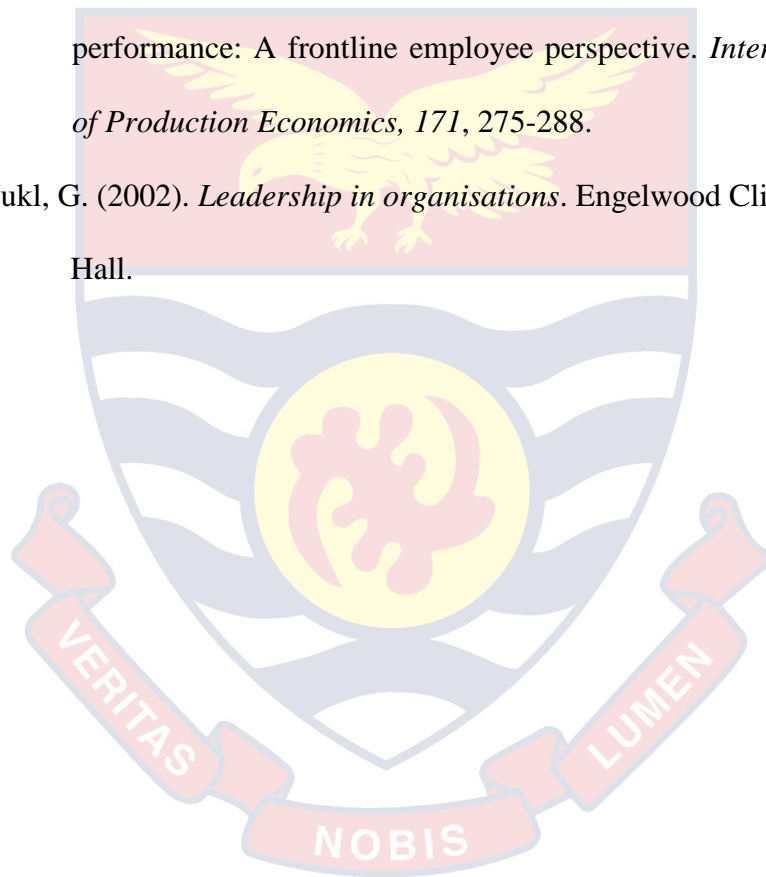 performance: A frontline employee perspective. Inter
of Production Economics, 171, 275-288.
ukl, G. (2002). Leadership in organisations. Engelwood Cli
Hall.
VERITAS
NOBIS
LUMEN